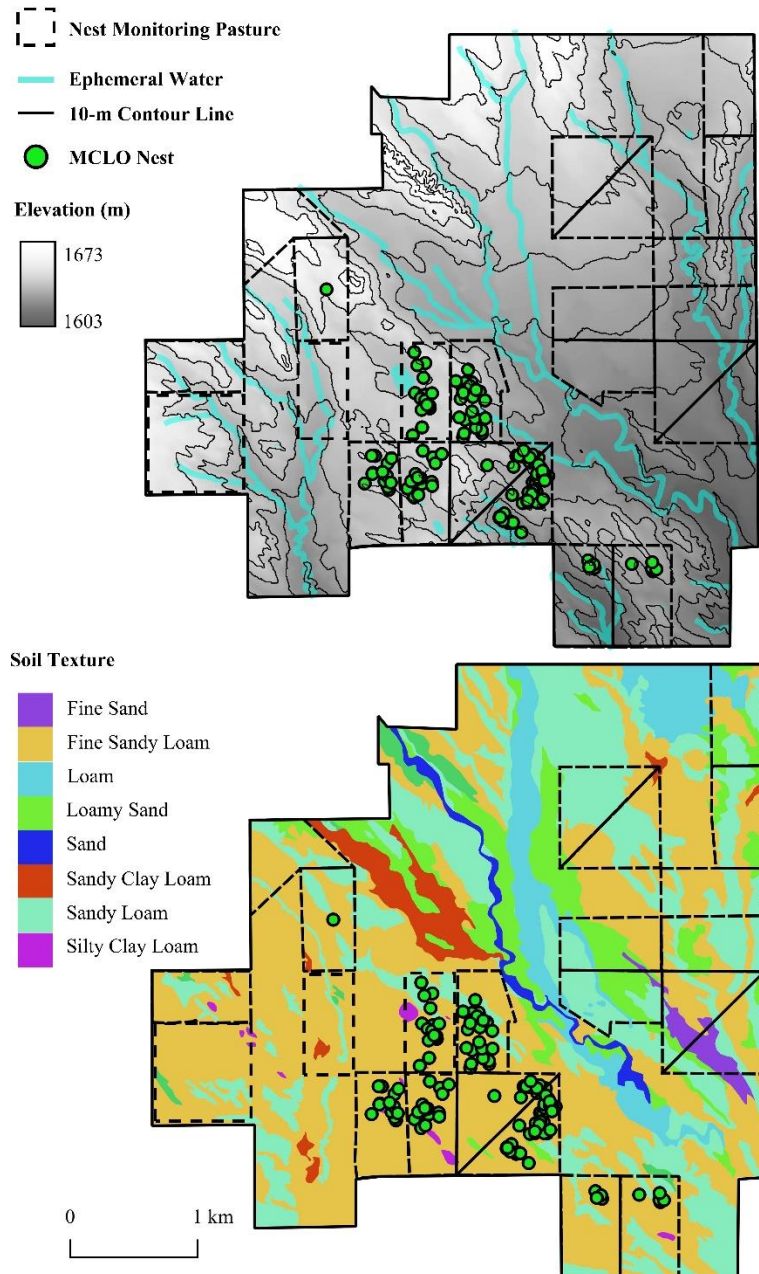 Nest Monitoring Pasture
Ephemeral Water
10-m Contour Line
MCLO Nest
Elevation (m)
1673
1603
Soil Texture
Fine Sand
Fine Sandy Loam
Loam
Loamy Sand
Sand
Sandy Clay Loam
Sandy Loam
Silty Clay Loam
0 1 km